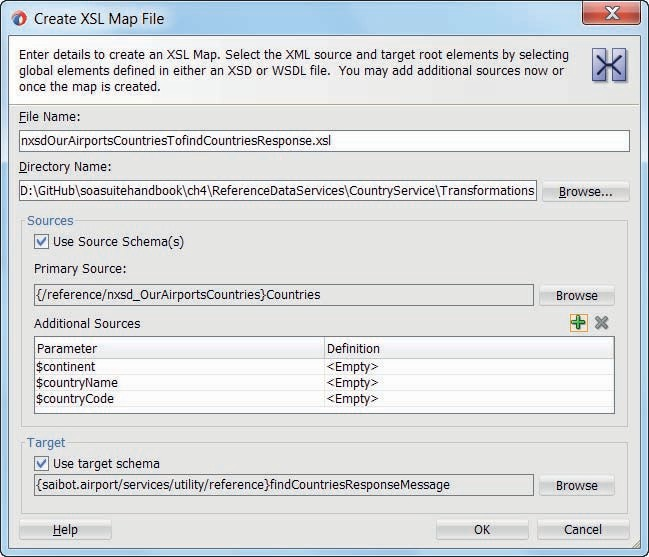 Create XSL Map File
Enter details to create an XSL Map. Select the XML source and target root elements by selecting
global elements defined in either an XSD or WSDL file. You may add additional sources now or
once the map is created.
File Name:
nxsdOurAirportsCountriesTofindCountriesResponse.xsl
Directory Name:
D:\GitHub\soasuitehandbook\ch4\ReferenceDataServices\CountryService\Transformations
Browse...
Sources
Use Source Schema(s)
Primary Source:
{/reference/nxsd_OurAirportsCountries}Countries
Browse
Additional Sources
Parameter Definition
$continent <Empty>
$countryName <Empty>
$countryCode <Empty>
Target
Use target schema
{saibot.airport/services/utility/reference}findCountriesResponseMessage
Browse
Help OK Cancel